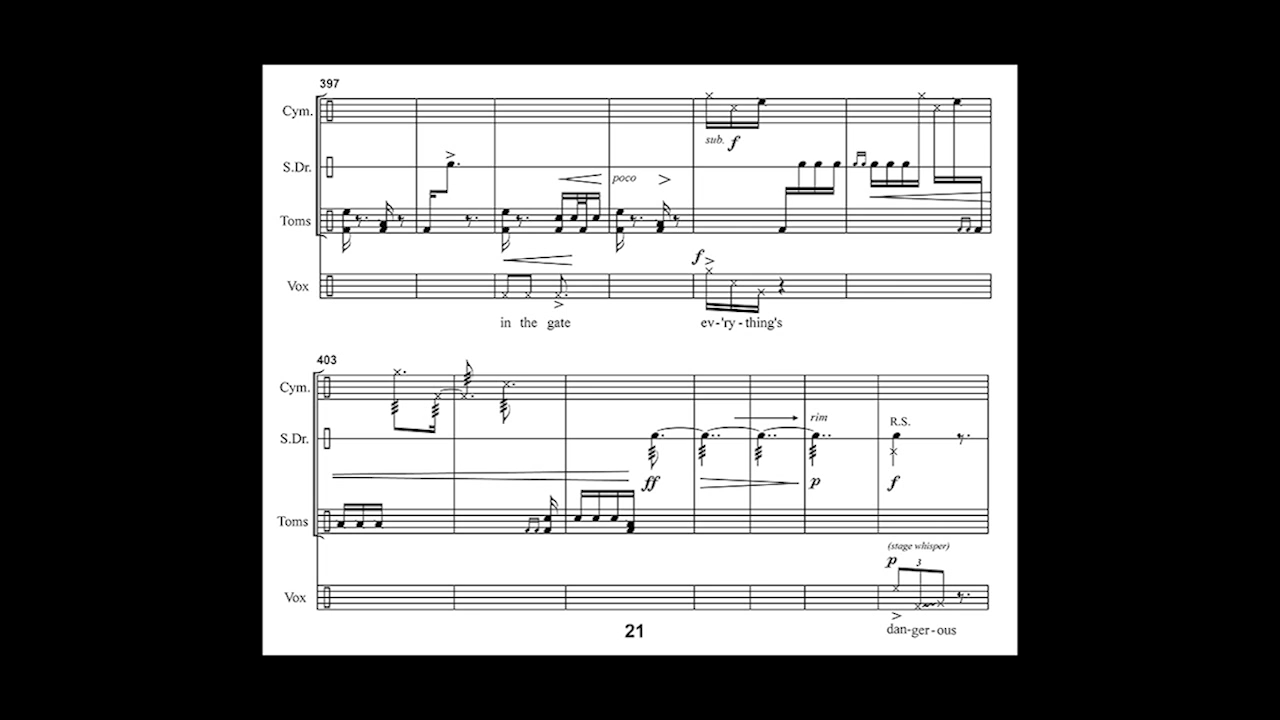 397
Cym.
sub. f
S.Dr.
poco
Toms
f
Vox
in the gate ev-'ry-thing's
403
Cym.
rim
R.S.
S.Dr.
ff p f
Toms
(stage whisper)
p 3
Vox
dan-ger-ous
21